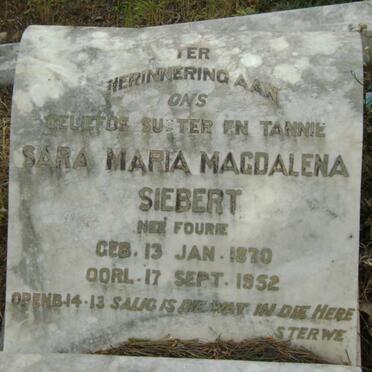 TER
HERINNERING AAN
ONS
GELIEFDE SUSTER EN TANNIE
SARA MARIA MAGDALENA
SIEBERT
NEÉ FOURIE
GEB. 13 JAN. 1870
OORL. 17 SEPT. 1952
OPENB. 14.13 SALIG IS DIE WAT IN DIE HERE
STERWE